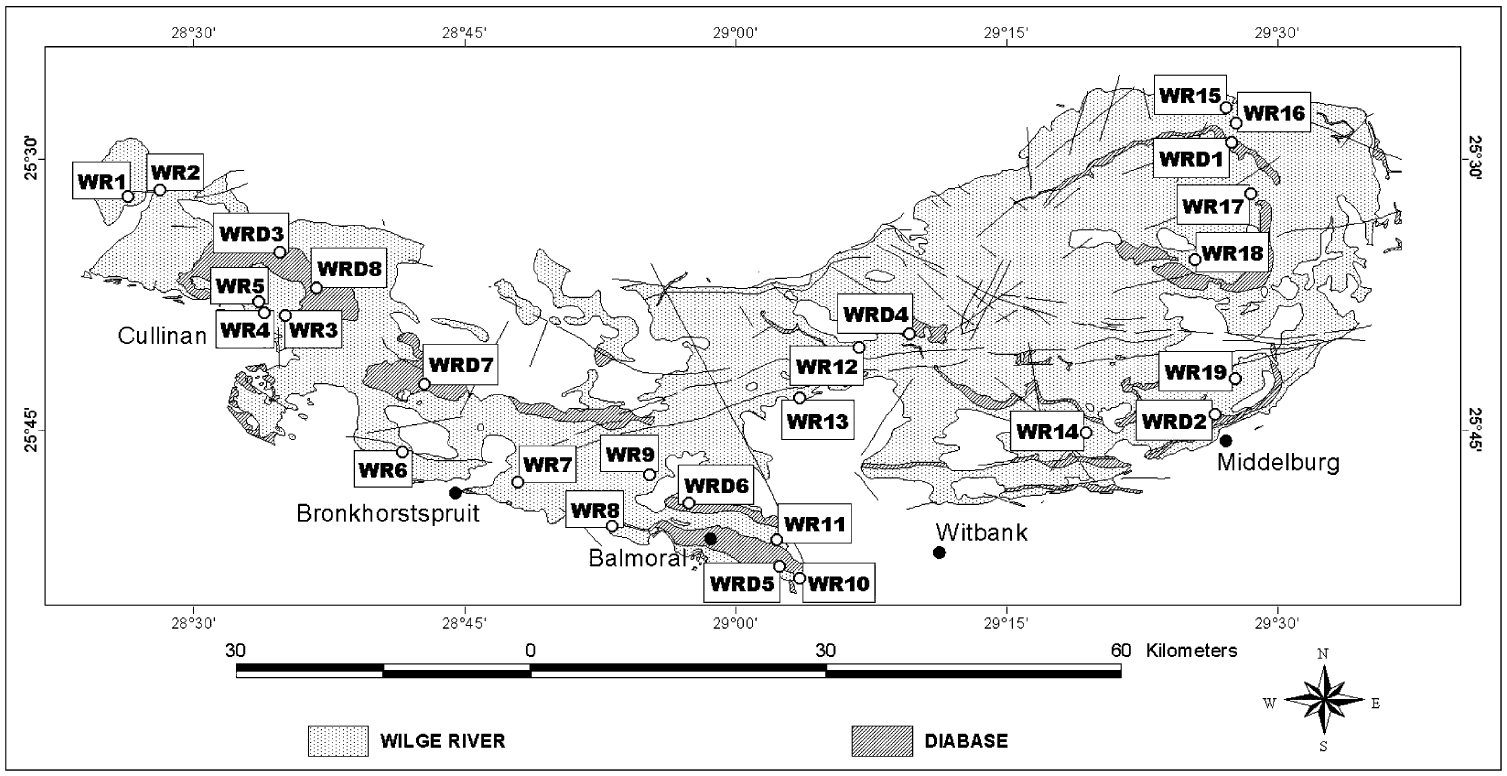 28°30' 28°45' 29°00' 29°15' 29°30'
WR15
WR16
25°30' 25°30'
WR1 WR2
WRD1
WR17
WRD3
WR18
WRD8
WR5
WRD4
Cullinan WR4 WR3
WRD7 WR12 WR19
WR13
25°45' 25°45'
WR14 WRD2
WR6 WR7 WR9 Middelburg
WRD6
Bronkhorstspruit WR8 WR11
Witbank
Balmoral
WRD5 WR10
28°30' 28°45' 29°00' 29°15' 29°30'
30 0 30 60 Kilometers
N
W E
S
WILGE RIVER DIABASE